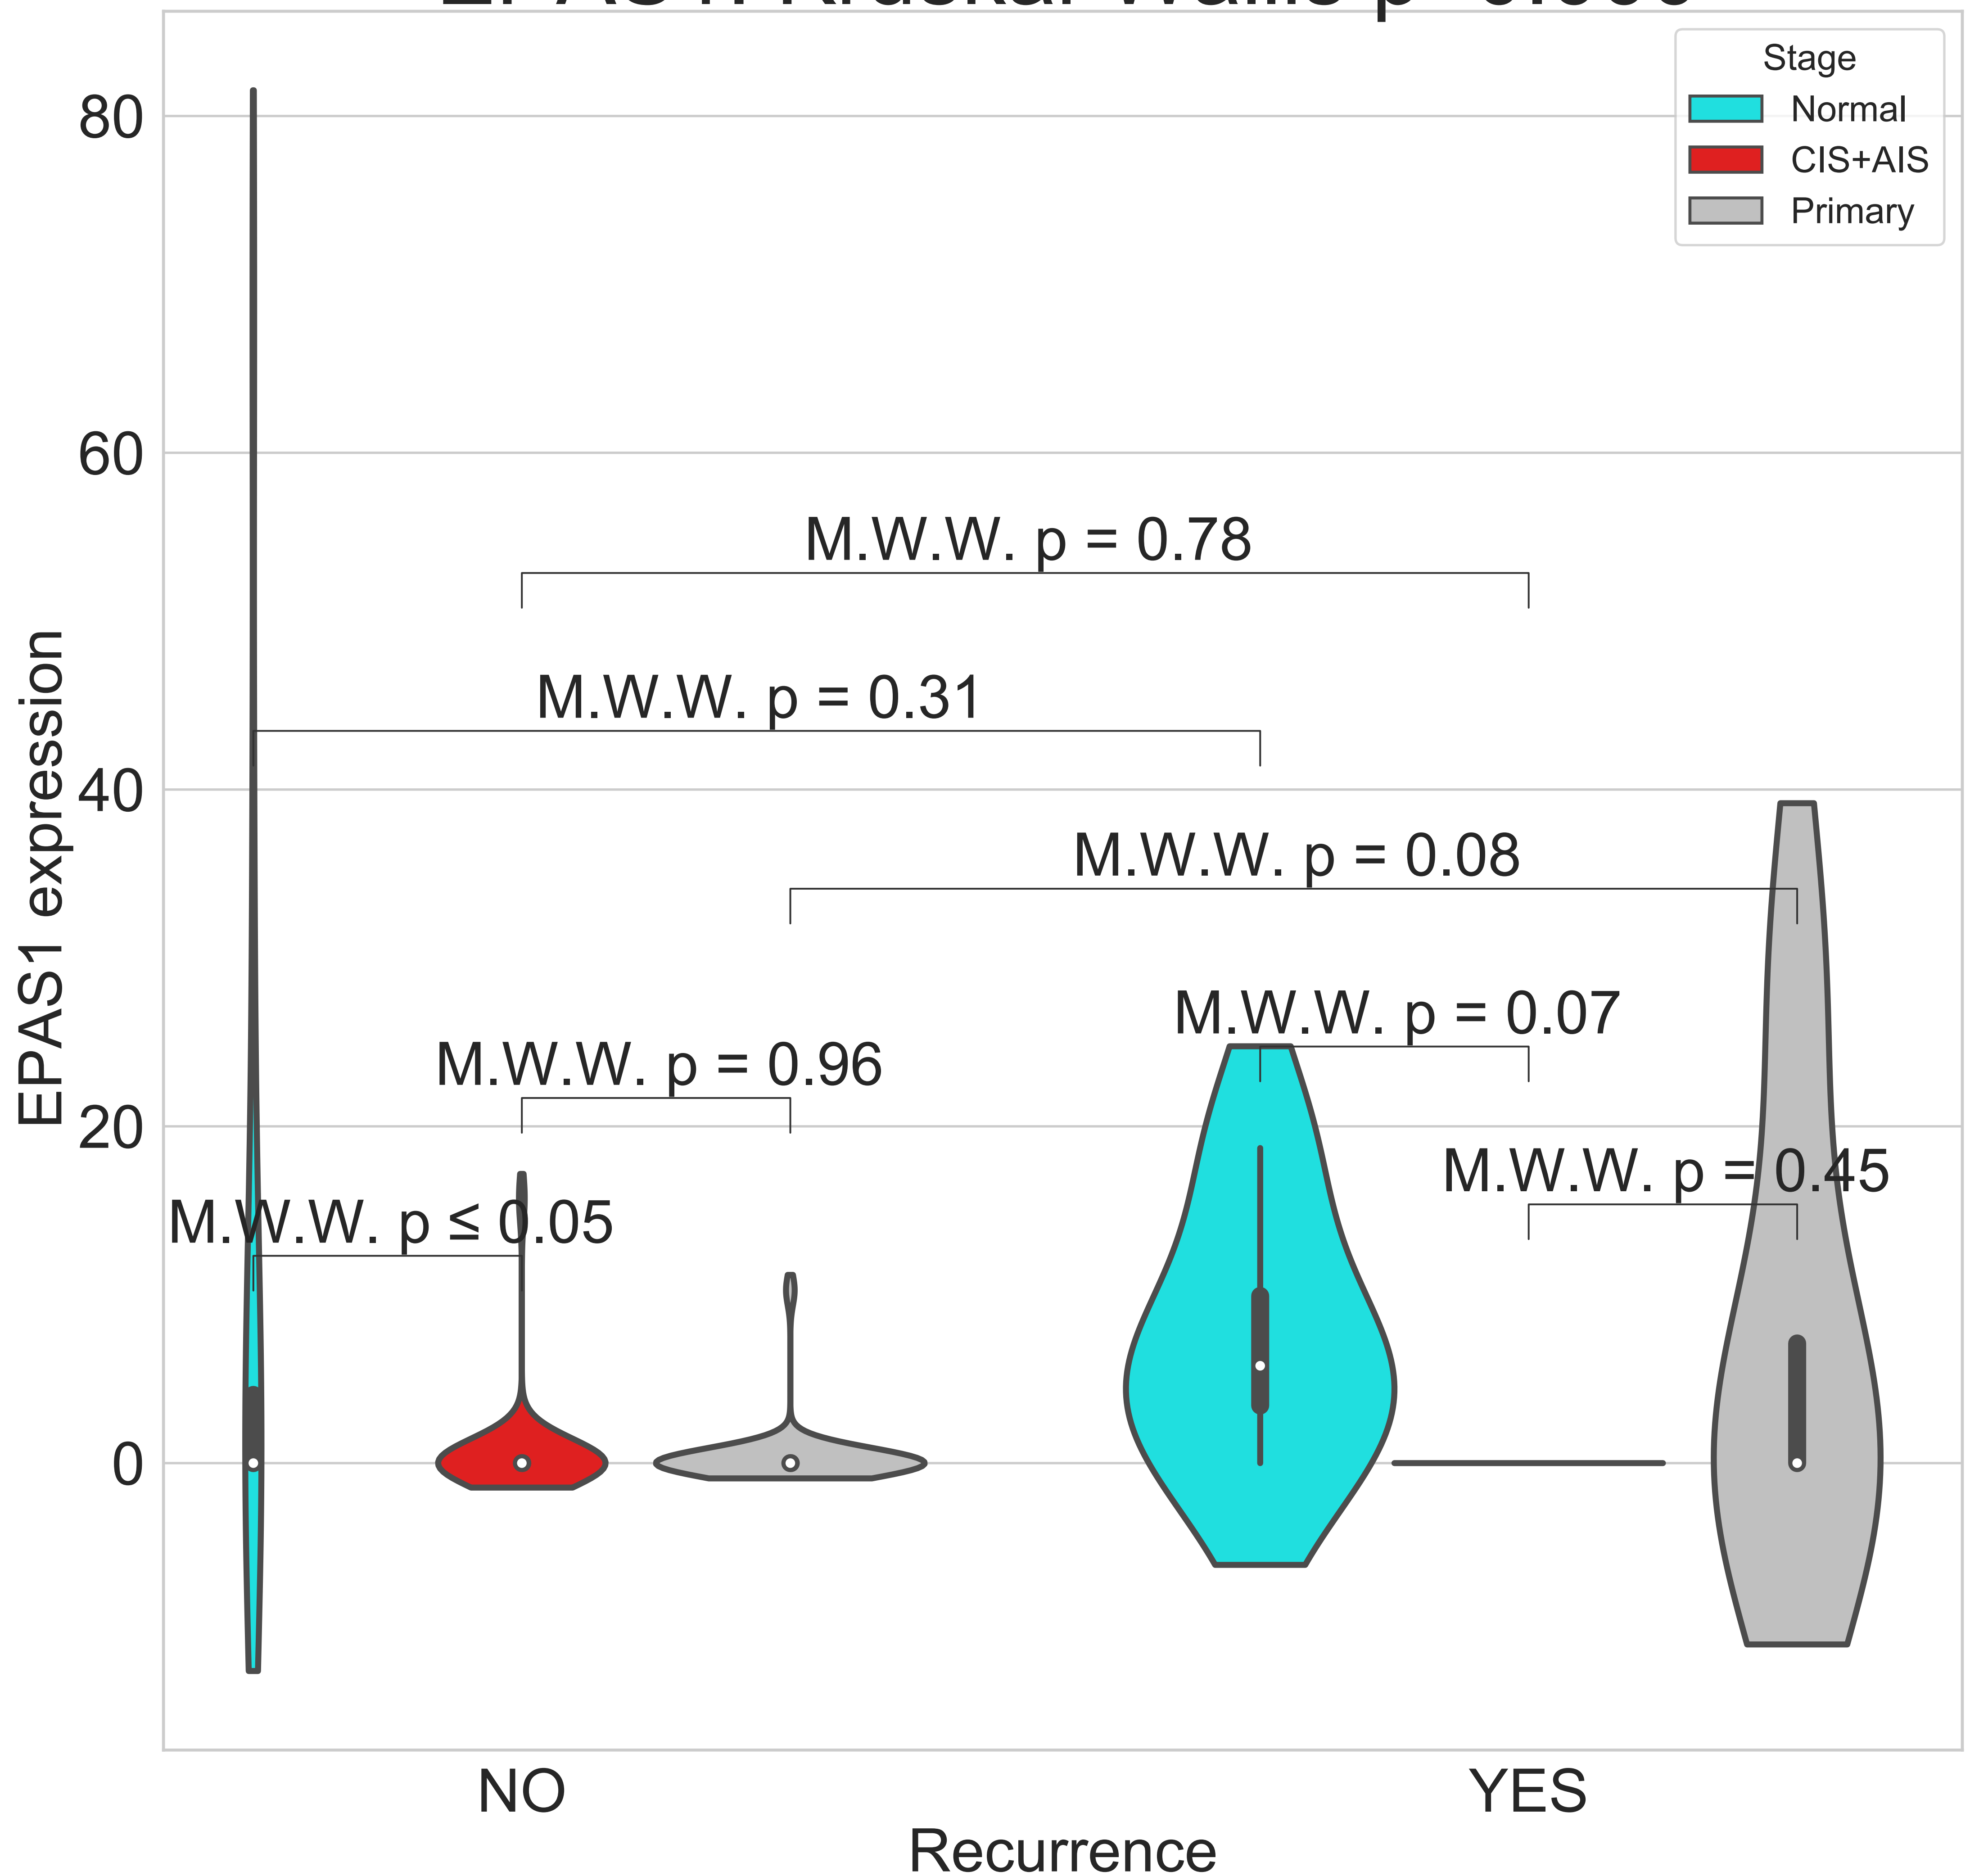 Stage
Normal
CIS+AIS
Primary
80
60
40
20
0
EPAS1 expression
M.W.W. p = 0.78
M.W.W. p = 0.31
M.W.W. p = 0.08
M.W.W. p = 0.07
M.W.W. p = 0.96
M.W.W. p = 0.45
M.W.W. p ≤ 0.05
NO
YES
Recurrence